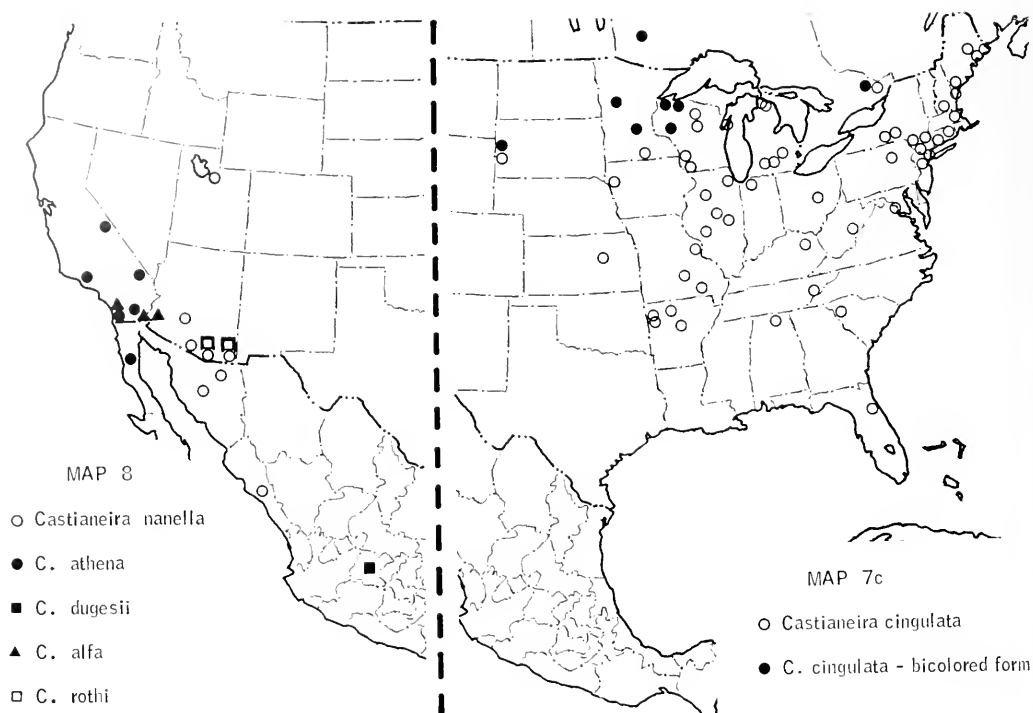 MAP 8
Castianeira nanella
C. athena
C. dugesii
C. alfa
C. rothi
MAP 7c
Castianeira cingulata
C. cingulata - bicolored form